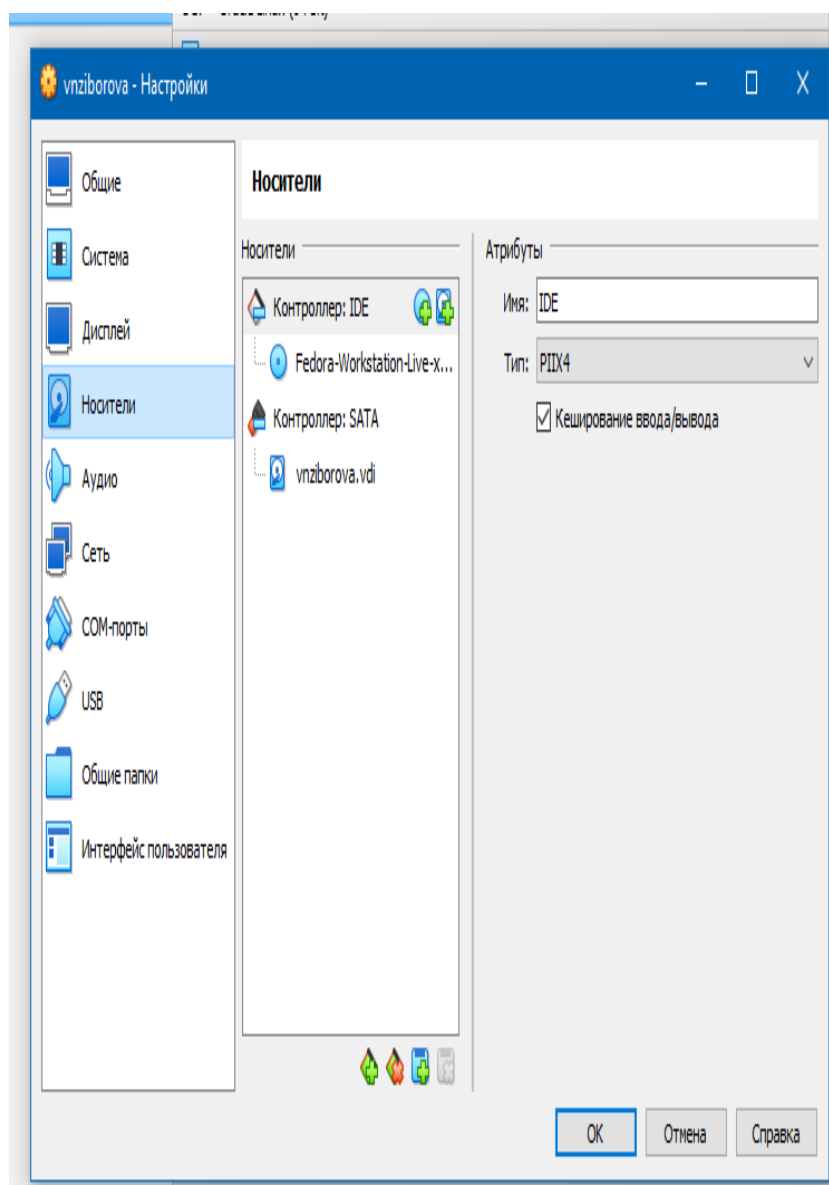 vnziborova - Настройки
Общие
Система
Дисплей
Носители
Аудио
Сеть
COM-порты
USB
Общие папки
Интерфейс пользователя
Носители
Носители
Контроллер: IDE
Fedora-Workstation-Live-x...
Контроллер: SATA
vnziborova.vdi
Атрибуты
Имя: IDE
Тип: PIIX4
Кеширование ввода/вывода
OK Отмена Справка